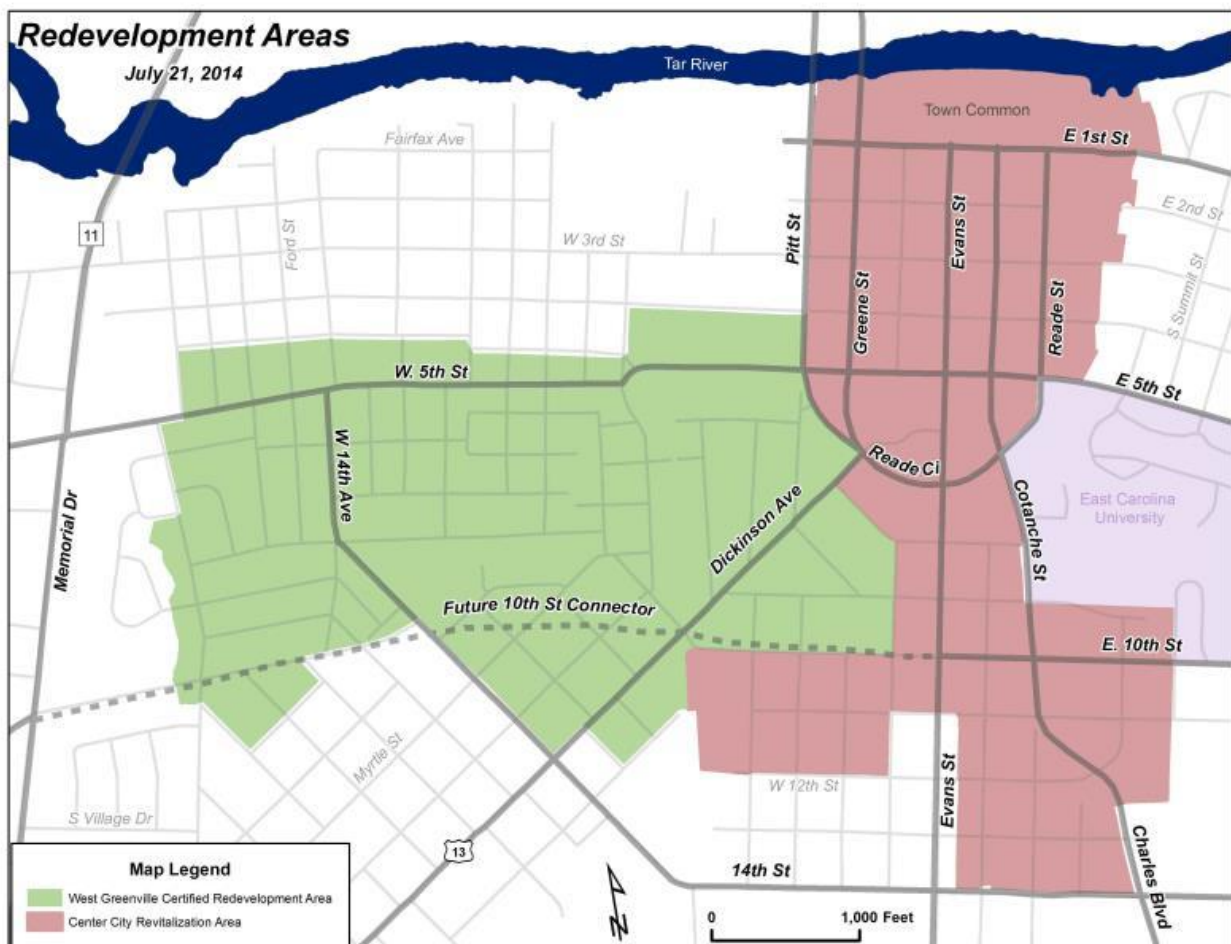 Redevelopment Areas
July 21, 2014
Tar River
Town Common
Fairfax Ave
E 1st St
E 2nd St
11
Ford St
W 3rd St
Pitt St
Evans St
Greene St
Reade St
S Summit St
W. 5th St
E 5th St
W 14th Ave
Reade Ci
Cotanche St
East Carolina
University
Memorial Dr
Dickinson Ave
Future 10th St Connector
E. 10th St
Myrtle St
W 12th St
Evans St
S Village Dr
13
14th St
Charles Blvd
Map Legend
West Greenville Certified Redevelopment Area
Center City Revitalization Area
N
0 1,000 Feet